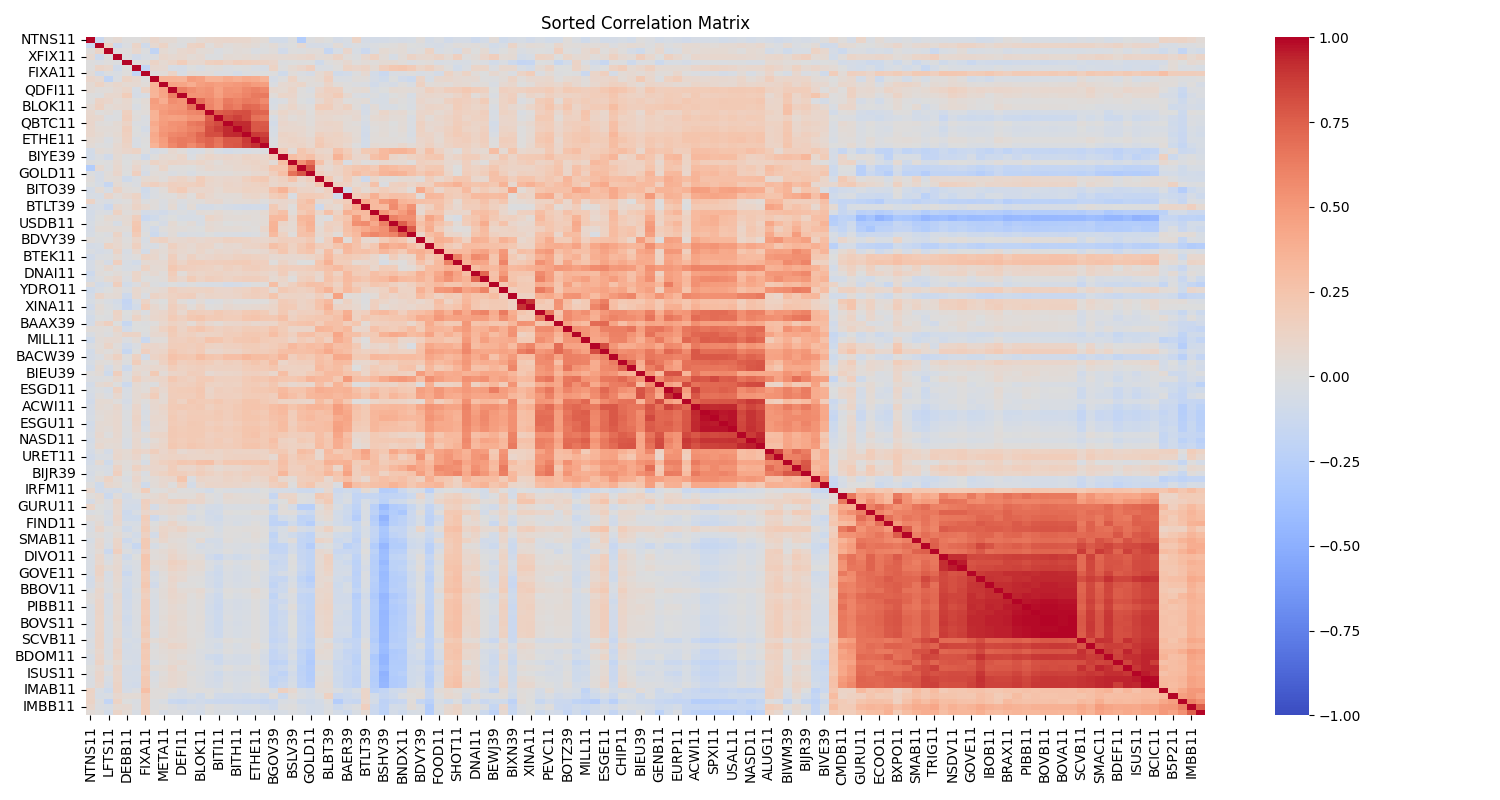 Sorted Correlation Matrix
NTNS11
XFIX11
FIXA11
QDFI11
BLOK11
QBTC11
ETHE11
BIYE39
GOLD11
BITO39
BTLT39
USDB11
BDVY39
BTEK11
DNAI11
YDRO11
XINA11
BAAX39
MILL11
BACW39
BIEU39
ESGD11
ACWI11
ESGU11
NASD11
URET11
BIJR39
IRFM11
GURU11
FIND11
SMAB11
DIVO11
GOVE11
BBOV11
PIBB11
BOVS11
SCVB11
BDOM11
ISUS11
IMAB11
IMBB11
NTNS11
LFTS11
DEBB11
FIXA11
META11
DEFI11
BLOK11
BITI11
BITH11
ETHE11
BGOV39
BSLV39
GOLD11
BLBT39
BAER39
BTLT39
BSHV39
BNDX11
BDVY39
FOOD11
SHOT11
DNAI11
BEWJ39
BIXN39
XINA11
PEVC11
BOTZ39
MILL11
ESGE11
CHIP11
BIEU39
GENB11
EURP11
ACWI11
SPXI11
USAL11
NASD11
ALUG11
BIWM39
BIJR39
BIVE39
CMDB11
GURU11
ECOO11
BXPO11
SMAB11
TRIG11
NSDV11
GOVE11
IBOB11
BRAX11
PIBB11
BOVB11
BOVA11
SCVB11
SMAC11
BDEF11
ISUS11
BCIC11
B5P211
IMBB11
1.00
0.75
0.50
0.25
0.00
−0.25
−0.50
−0.75
−1.00